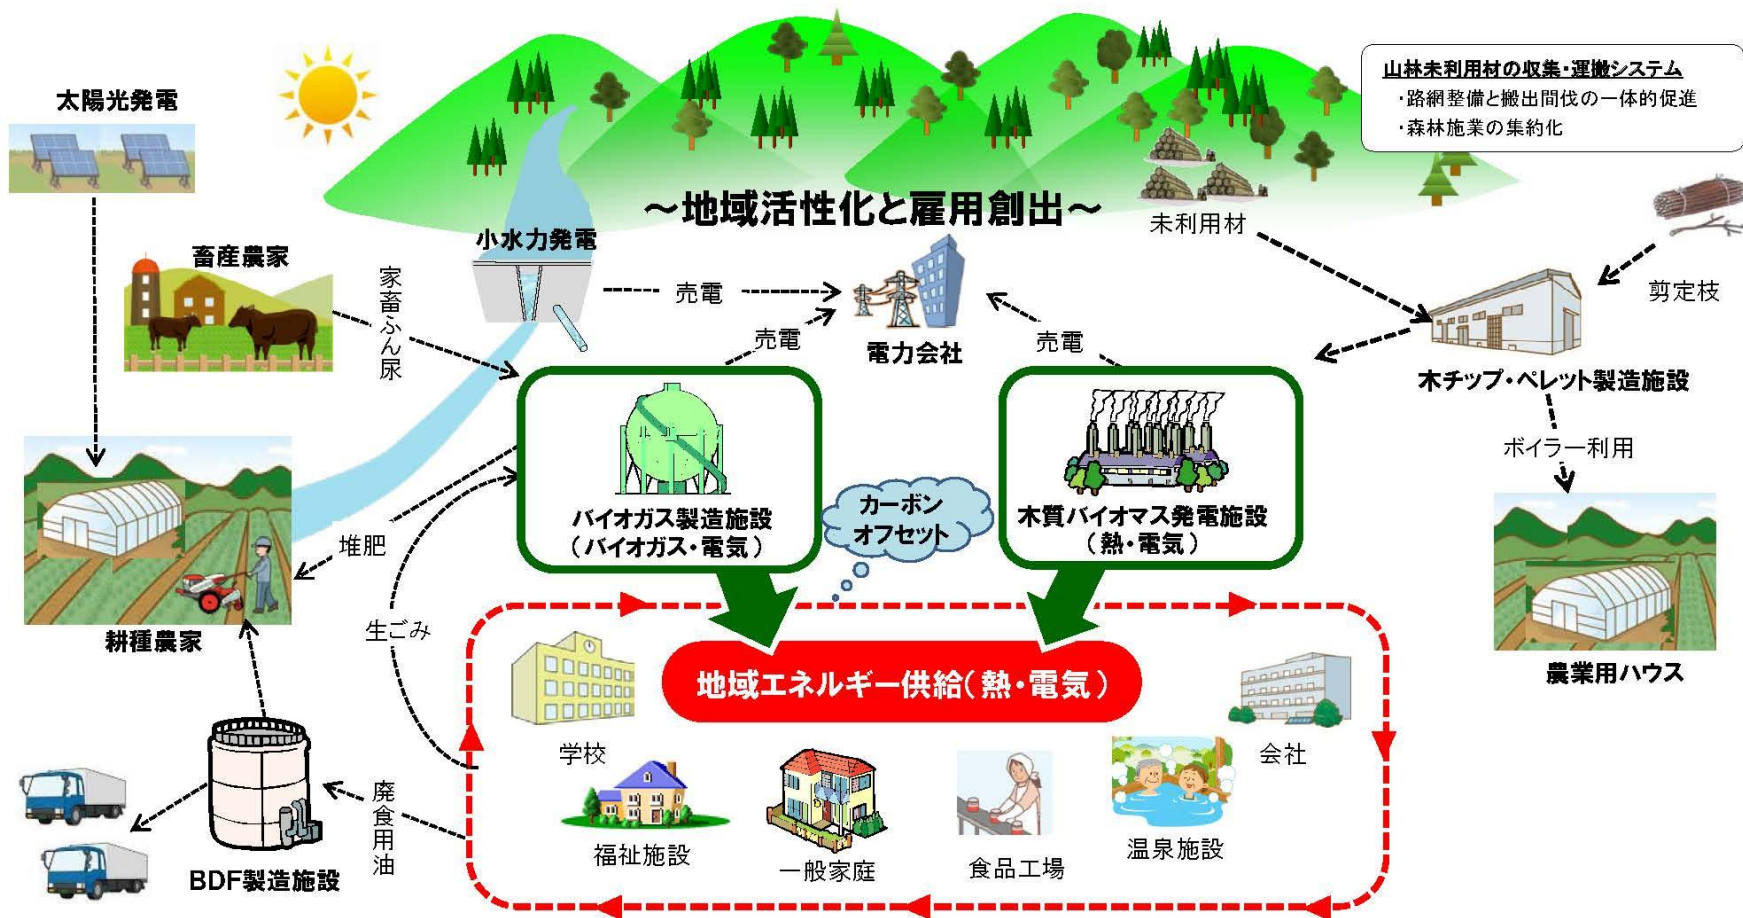 山林未利用材の収集・運搬システム
・路網整備と搬出間伐の一体的促進
・森林施業の集約化
太陽光発電
～地域活性化と雇用創出～
未利用材
小水力発電
畜産農家
家畜ふん尿
売電
売電
売電
電力会社
剪定枝
木チップ・ペレット製造施設
ボイラー利用
バイオガス製造施設
（バイオガス・電気）
カーボン
オフセット
木質バイオマス発電施設
（熱・電気）
堆肥
生ごみ
耕種農家
農業用ハウス
地域エネルギー供給（熱・電気）
学校
会社
福祉施設
一般家庭
食品工場
温泉施設
廃食用油
BDF製造施設